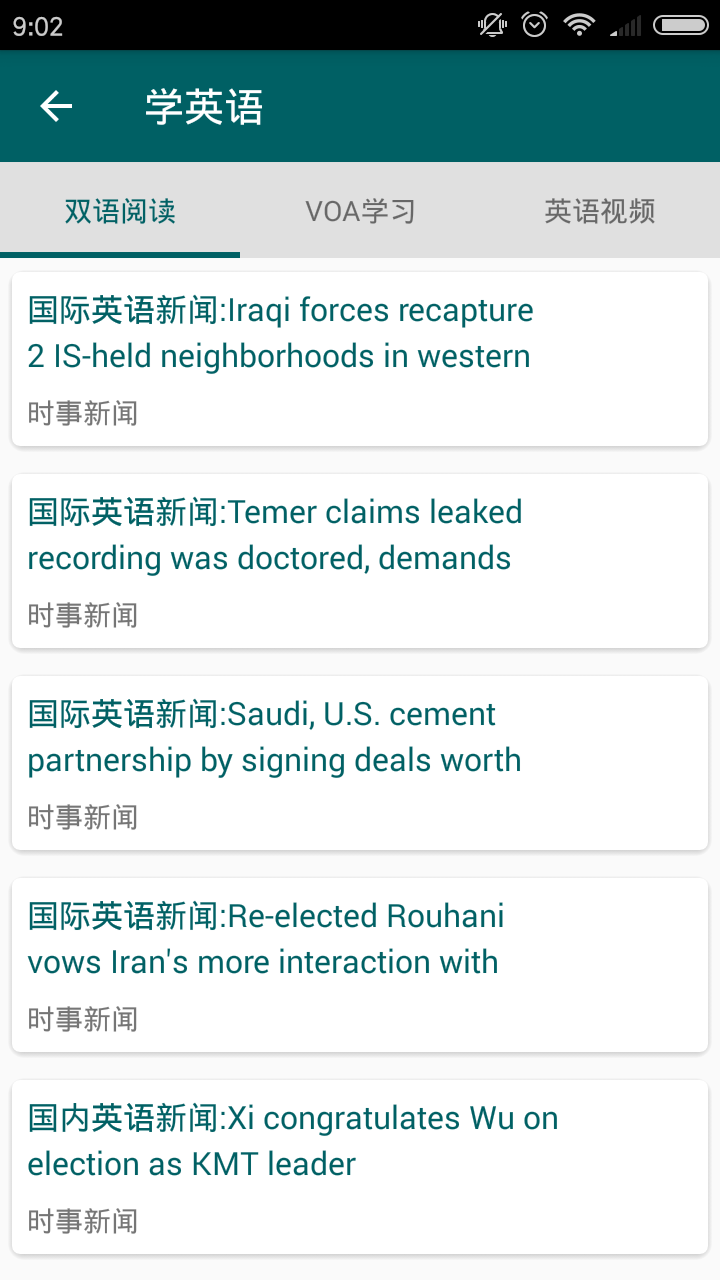 9:02
学英语
双语阅读
VOA学习
英语视频
国际英语新闻:Iraqi forces recapture
2 IS-held neighborhoods in western
时事新闻
国际英语新闻:Temer claims leaked
recording was doctored, demands
时事新闻
国际英语新闻:Saudi, U.S. cement
partnership by signing deals worth
时事新闻
国际英语新闻:Re-elected Rouhani
vows Iran's more interaction with
时事新闻
国内英语新闻:Xi congratulates Wu on
election as KMT leader
时事新闻